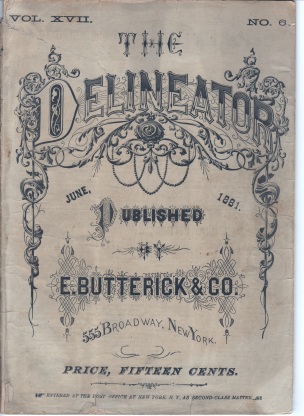 VOL. XVII. NO. 6.
THE
DELINEATOR,
JUNE, 1881.
PUBLISHED
BY
E. BUTTERICK & CO.
555 BROADWAY, NEW YORK.
PRICE, FIFTEEN CENTS.
ENTERED AT THE POST OFFICE AT NEW YORK, N. Y., AS SECOND-CLASS MATTER.